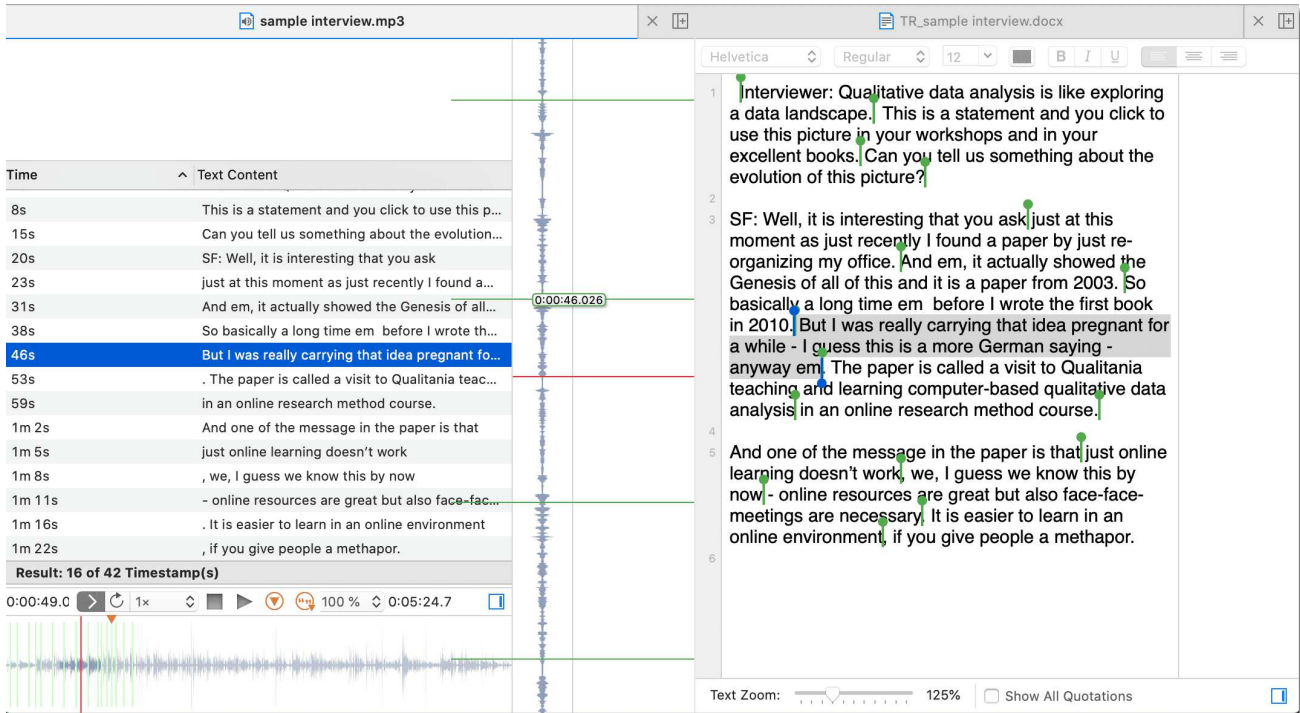 sample interview.mp3
TR_sample interview.docx
Helvetica
Regular
12
B I U
Time
Text Content
8s This is a statement and you click to use this p...
15s Can you tell us something about the evolution...
20s SF: Well, it is interesting that you ask
23s just at this moment as just recently I found a...
31s And em, it actually showed the Genesis of all...
38s So basically a long time em  before I wrote th...
46s But I was really carrying that idea pregnant fo...
53s . The paper is called a visit to Qualitania teac...
59s in an online research method course.
1m 2s And one of the message in the paper is that
1m 5s just online learning doesn't work
1m 8s , we, I guess we know this by now
1m 11s - online resources are great but also face-fac...
1m 16s . It is easier to learn in an online environment
1m 22s , if you give people a methapor.
Result: 16 of 42 Timestamp(s)
0:00:49.0
1×
100 %
0:05:24.7
0:00:46.026
1
Interviewer: Qualitative data analysis is like exploring
a data landscape.  This is a statement and you click to
use this picture in your workshops and in your
excellent books. Can you tell us something about the
evolution of this picture?
2
3
SF: Well, it is interesting that you ask just at this
moment as just recently I found a paper by just re-
organizing my office. And em, it actually showed the
Genesis of all of this and it is a paper from 2003. So
basically a long time em  before I wrote the first book
in 2010. But I was really carrying that idea pregnant for
a while - I guess this is a more German saying -
anyway em. The paper is called a visit to Qualitania
teaching and learning computer-based qualitative data
analysis in an online research method course.
4
5
And one of the message in the paper is that just online
learning doesn't work, we, I guess we know this by
now - online resources are great but also face-face-
meetings are necessary. It is easier to learn in an
online environment, if you give people a methapor.
6
Text Zoom:
125%
Show All Quotations